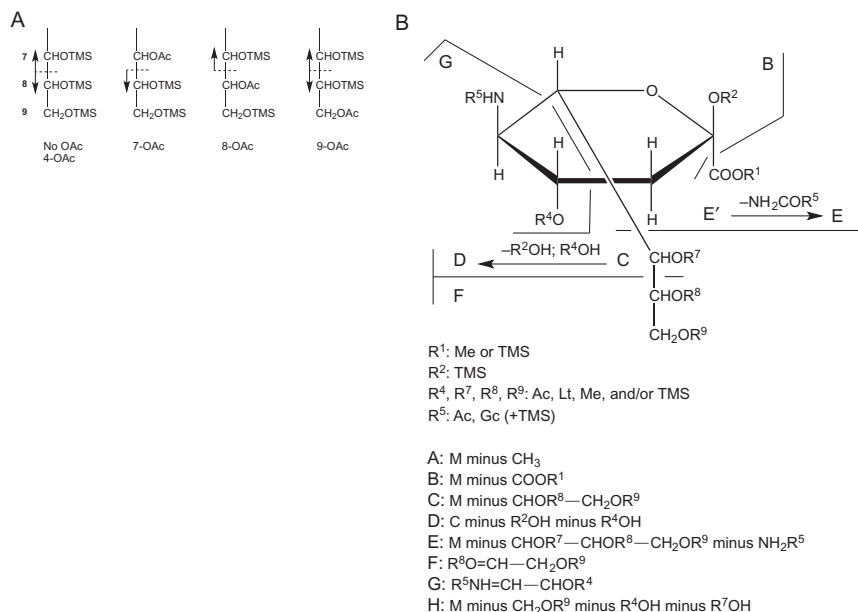 A
7 CHOTMS CHOAc CHOTMS CHOTMS
8 CHOTMS CHOTMS CHOAc CHOTMS
9 CH₂OTMS CH₂OTMS CH₂OTMS CH₂OAc
No OAc 7-OAc 8-OAc 9-OAc
4-OAc
B
G
H
B
R⁵HN
O
OR²
H H
COOR¹
H
R⁴O
H
E′ –NH₂COR⁵ E
D –R²OH; R⁴OH C
CHOR⁷
F
CHOR⁸
CH₂OR⁹
R¹: Me or TMS
R²: TMS
R⁴, R⁷, R⁸, R⁹: Ac, Lt, Me, and/or TMS
R⁵: Ac, Gc (+TMS)
A: M minus CH₃
B: M minus COOR¹
C: M minus CHOR⁸—CH₂OR⁹
D: C minus R²OH minus R⁴OH
E: M minus CHOR⁷—CHOR⁸—CH₂OR⁹ minus NH₂R⁵
F: R⁸O=CH—CH₂OR⁹
G: R⁵NH=CH—CHOR⁴
H: M minus CH₂OR⁹ minus R⁴OH minus R⁷OH